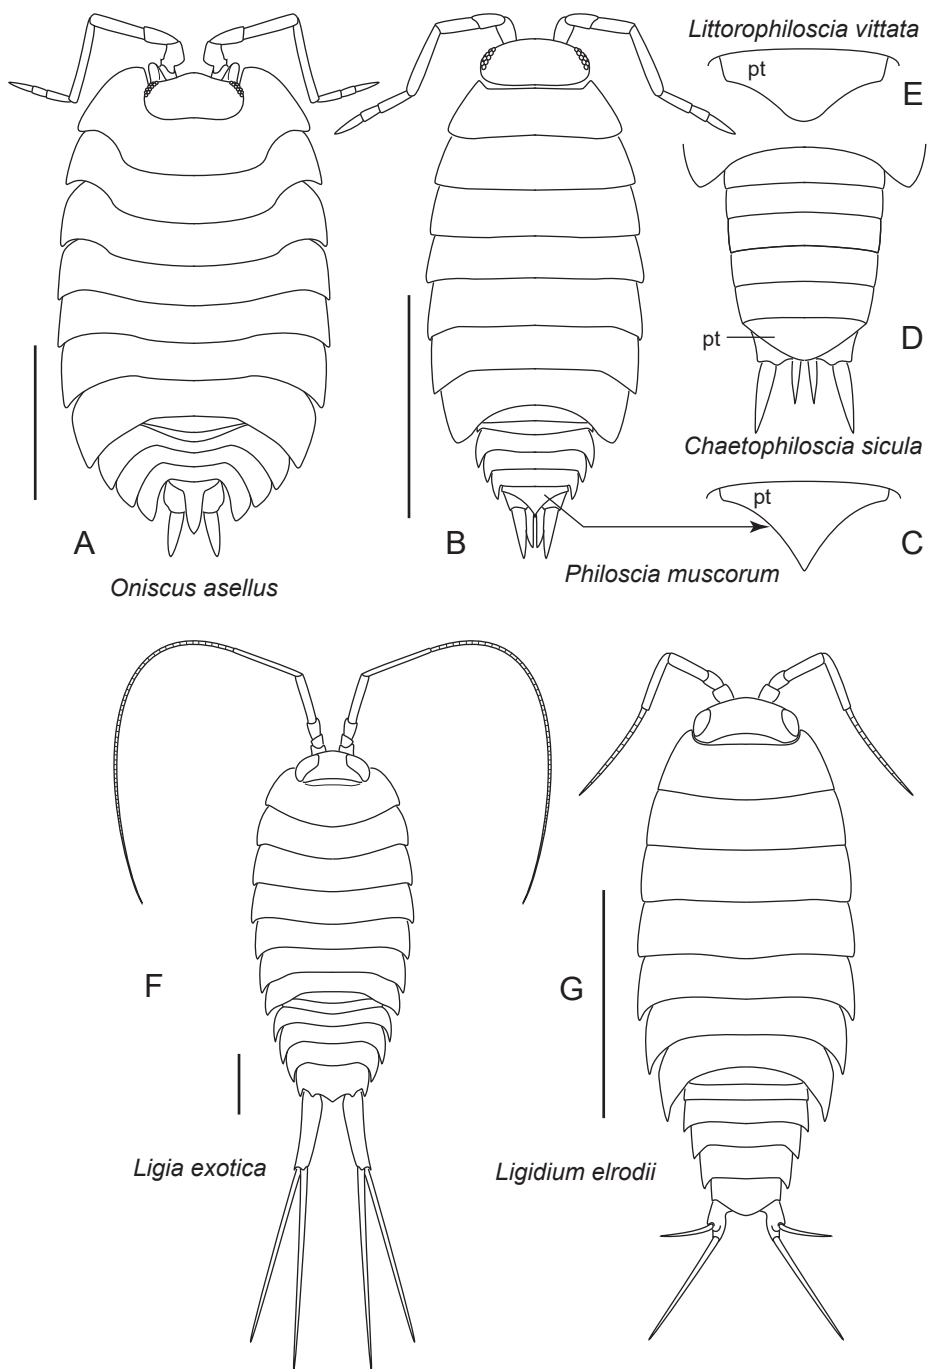 Littorophiloscia vittata
pt
E
pt
D
Chaetophiloscia sicula
pt
A
B
C
Philoscia muscorum
Oniscus asellus
F
G
Ligia exotica
Ligidium elrodii